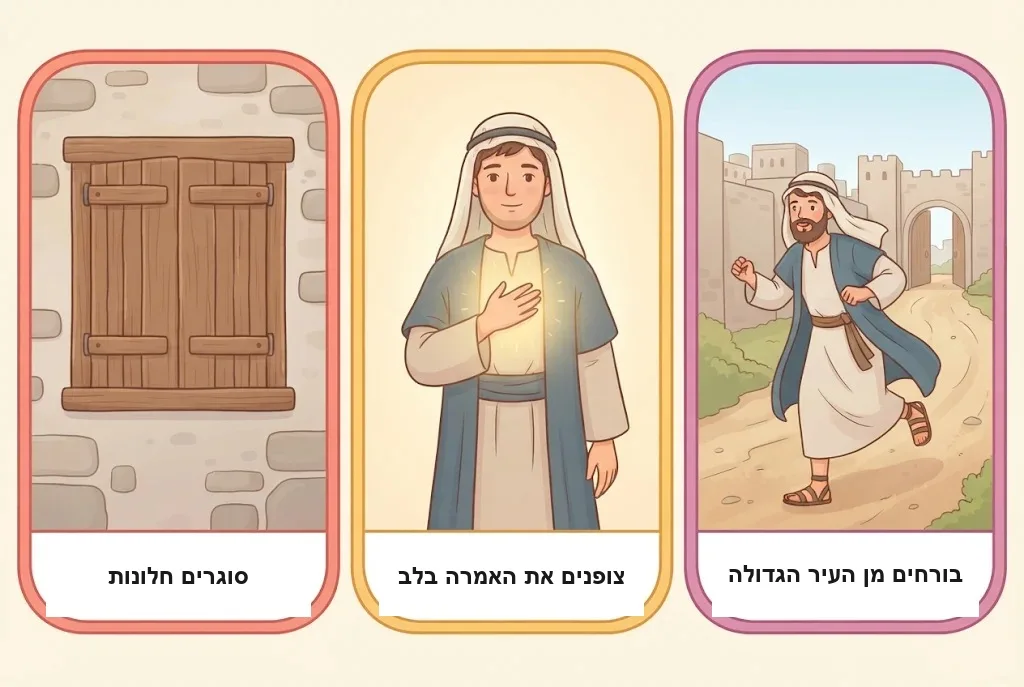 בורחים מן העיר הגדולה
צופנים את האמרה בלב
סוגרים חלונות